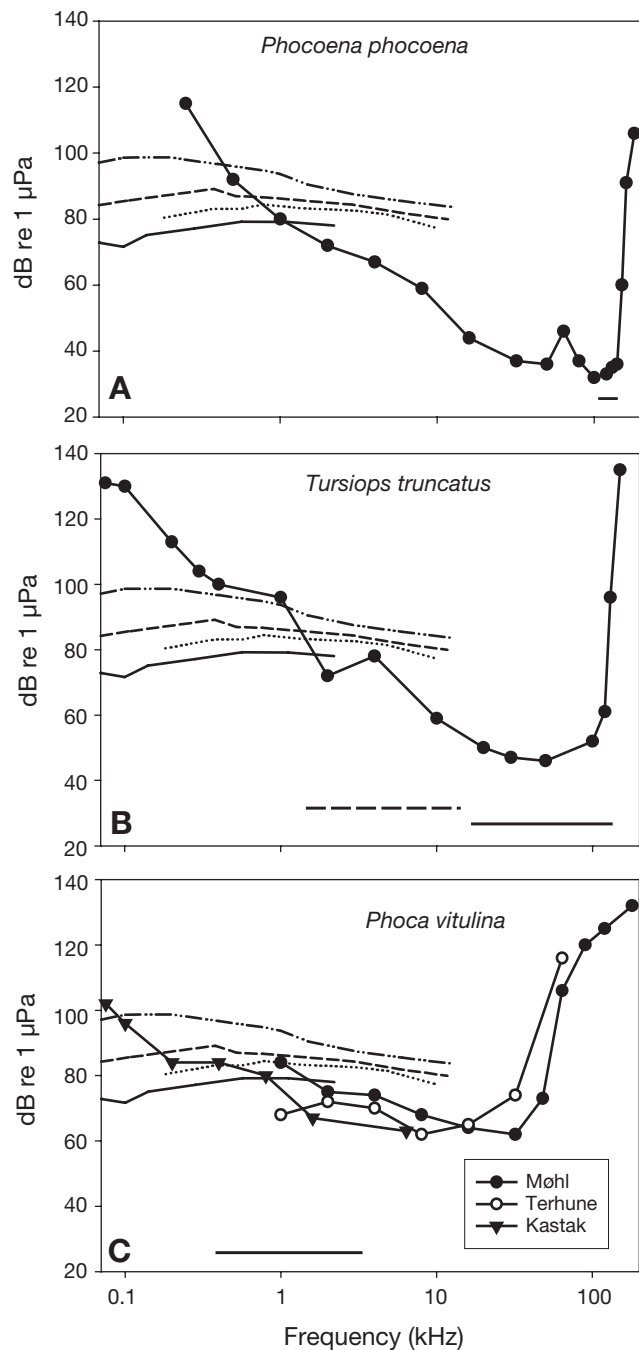 Phocoena phocoena
140
120
100
80
60
40
20
dB re 1 µPa
A
Tursiops truncatus
140
120
100
80
60
40
20
dB re 1 µPa
B
Phoca vitulina
140
120
100
80
60
40
20
dB re 1 µPa
Møhl
Terhune
Kastak
C
0.1 1 10 100
Frequency (kHz)